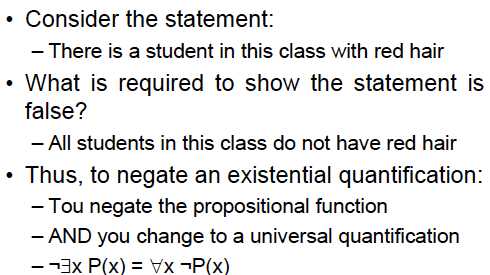 • Consider the statement:
– There is a student in this class with red hair
• What is required to show the statement is
false?
– All students in this class do not have red hair
• Thus, to negate an existential quantification:
– Tou negate the propositional function
– AND you change to a universal quantification
– ¬∃x P(x) = ∀x ¬P(x)